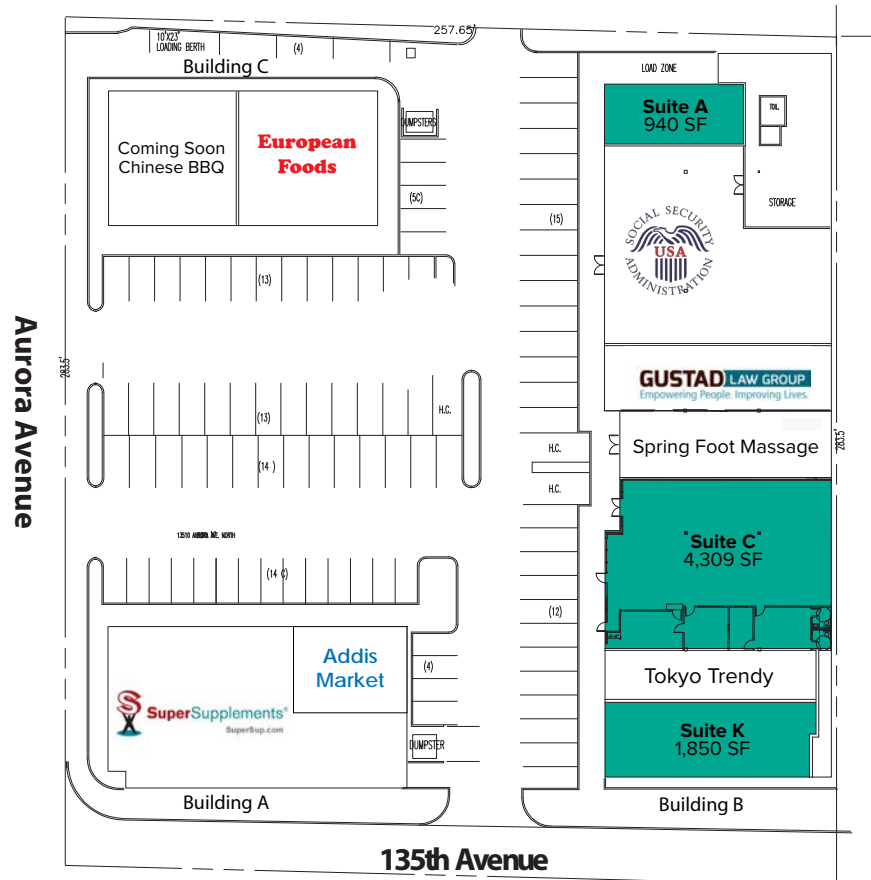 257.65'
10'X23'
LOADING BERTH
(4)
Building C
LOAD ZONE
Suite A
940 SF
TOIL.
DUMPSTERS
Coming Soon
Chinese BBQ
European
Foods
(5C)
(15)
STORAGE
SOCIAL SECURITY
USA
ADMINISTRATION
(13)
Aurora Avenue
283.5'
GUSTAD LAW GROUP
Empowering People. Improving Lives.
(13)
H.C.
Spring Foot Massage
283.5'
H.C.
(14 )
H.C.
13510 AURORA AVE. NORTH
Suite C
4,309 SF
(14 C)
(12)
Addis
Market
(4)
Tokyo Trendy
SuperSupplements®
SuperSup.com
Suite K
1,850 SF
DUMPSTER
Building A
Building B
135th Avenue